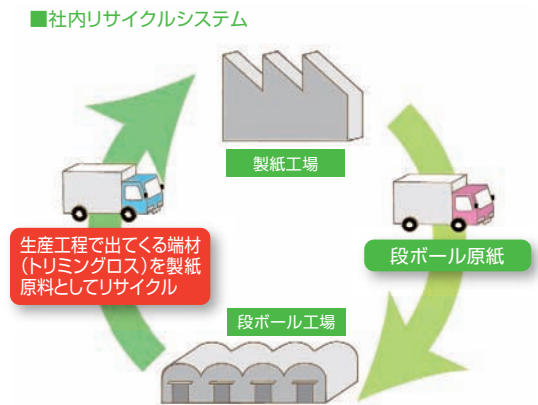 ■社内リサイクルシステム
製紙工場
段ボール原紙
生産工程で出てくる端材
（トリミングロス）を製紙
原料としてリサイクル
段ボール工場